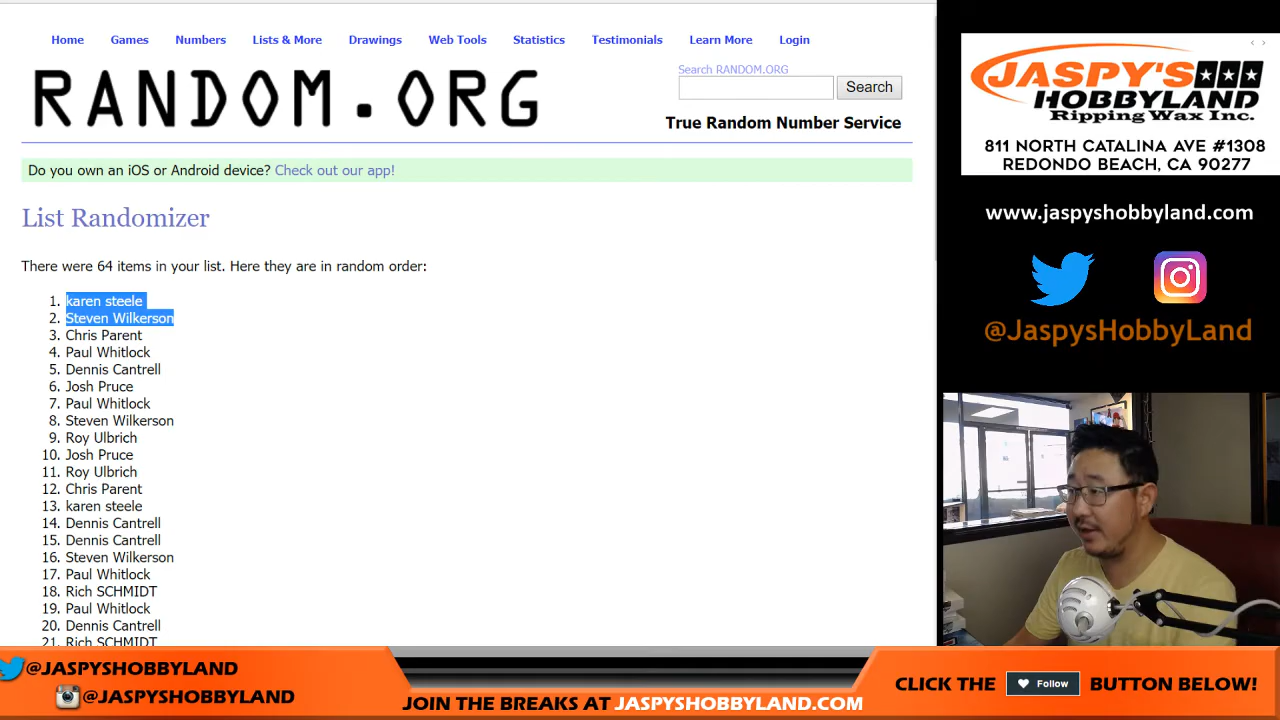 Home Games Numbers Lists & More Drawings Web Tools Statistics Testimonials Learn More Login
RANDOM.ORG
Search RANDOM.ORG
Search
True Random Number Service
Do you own an iOS or Android device? Check out our app!
List Randomizer
There were 64 items in your list. Here they are in random order:
1. karen steele
2. Steven Wilkerson
3. Chris Parent
4. Paul Whitlock
5. Dennis Cantrell
6. Josh Pruce
7. Paul Whitlock
8. Steven Wilkerson
9. Roy Ulbrich
10. Josh Pruce
11. Roy Ulbrich
12. Chris Parent
13. karen steele
14. Dennis Cantrell
15. Dennis Cantrell
16. Steven Wilkerson
17. Paul Whitlock
18. Rich SCHMIDT
19. Paul Whitlock
20. Dennis Cantrell
21. Rich SCHMIDT
JASPY'S
HOBBYLAND
Ripping Wax Inc.
811 NORTH CATALINA AVE #1308
REDONDO BEACH, CA 90277
www.jaspyshobbyland.com
@JaspysHobbyLand
@JASPYSHOBBYLAND
@JASPYSHOBBYLAND
JOIN THE BREAKS AT JASPYSHOBBYLAND.COM
CLICK THE Follow BUTTON BELOW!